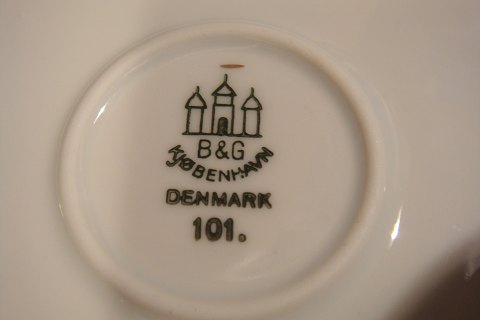 B&G
KJØBENHAVN
DENMARK
101.